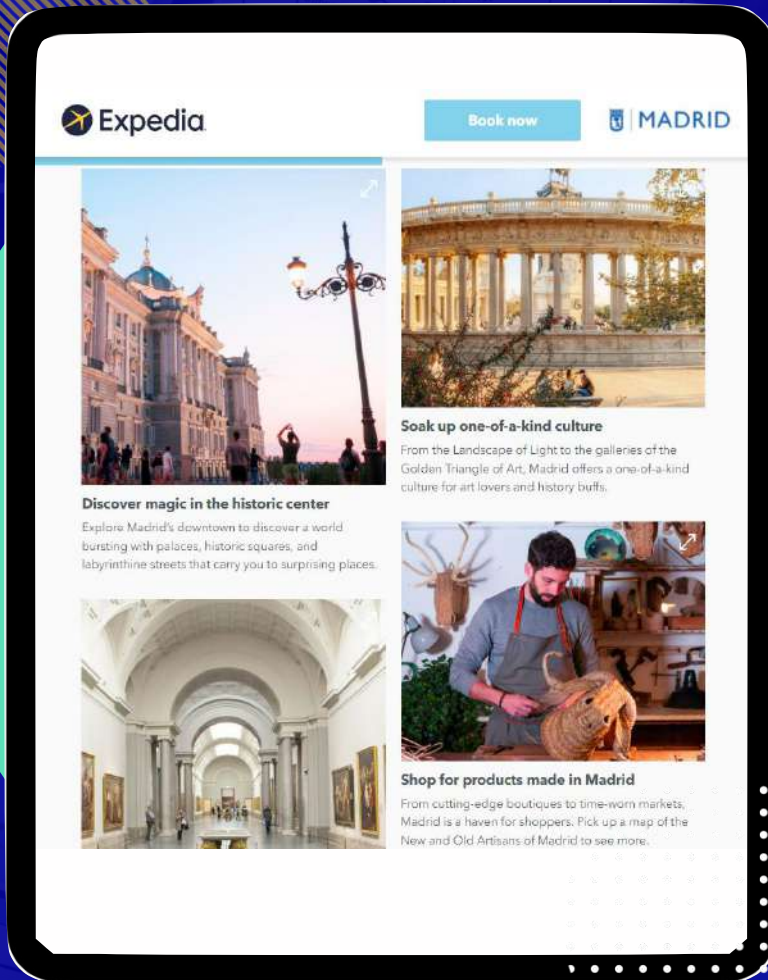 Expedia
Book now
MADRID
Discover magic in the historic center
Explore Madrid's downtown to discover a world
bursting with palaces, historic squares, and
labyrinthine streets that carry you to surprising places.
Soak up one-of-a-kind culture
From the Landscape of Light to the galleries of the
Golden Triangle of Art, Madrid offers a one-of-a-kind
culture for art lovers and history buffs.
Shop for products made in Madrid
From cutting-edge boutiques to time-worn markets,
Madrid is a haven for shoppers. Pick up a map of the
New and Old Artisans of Madrid to see more.